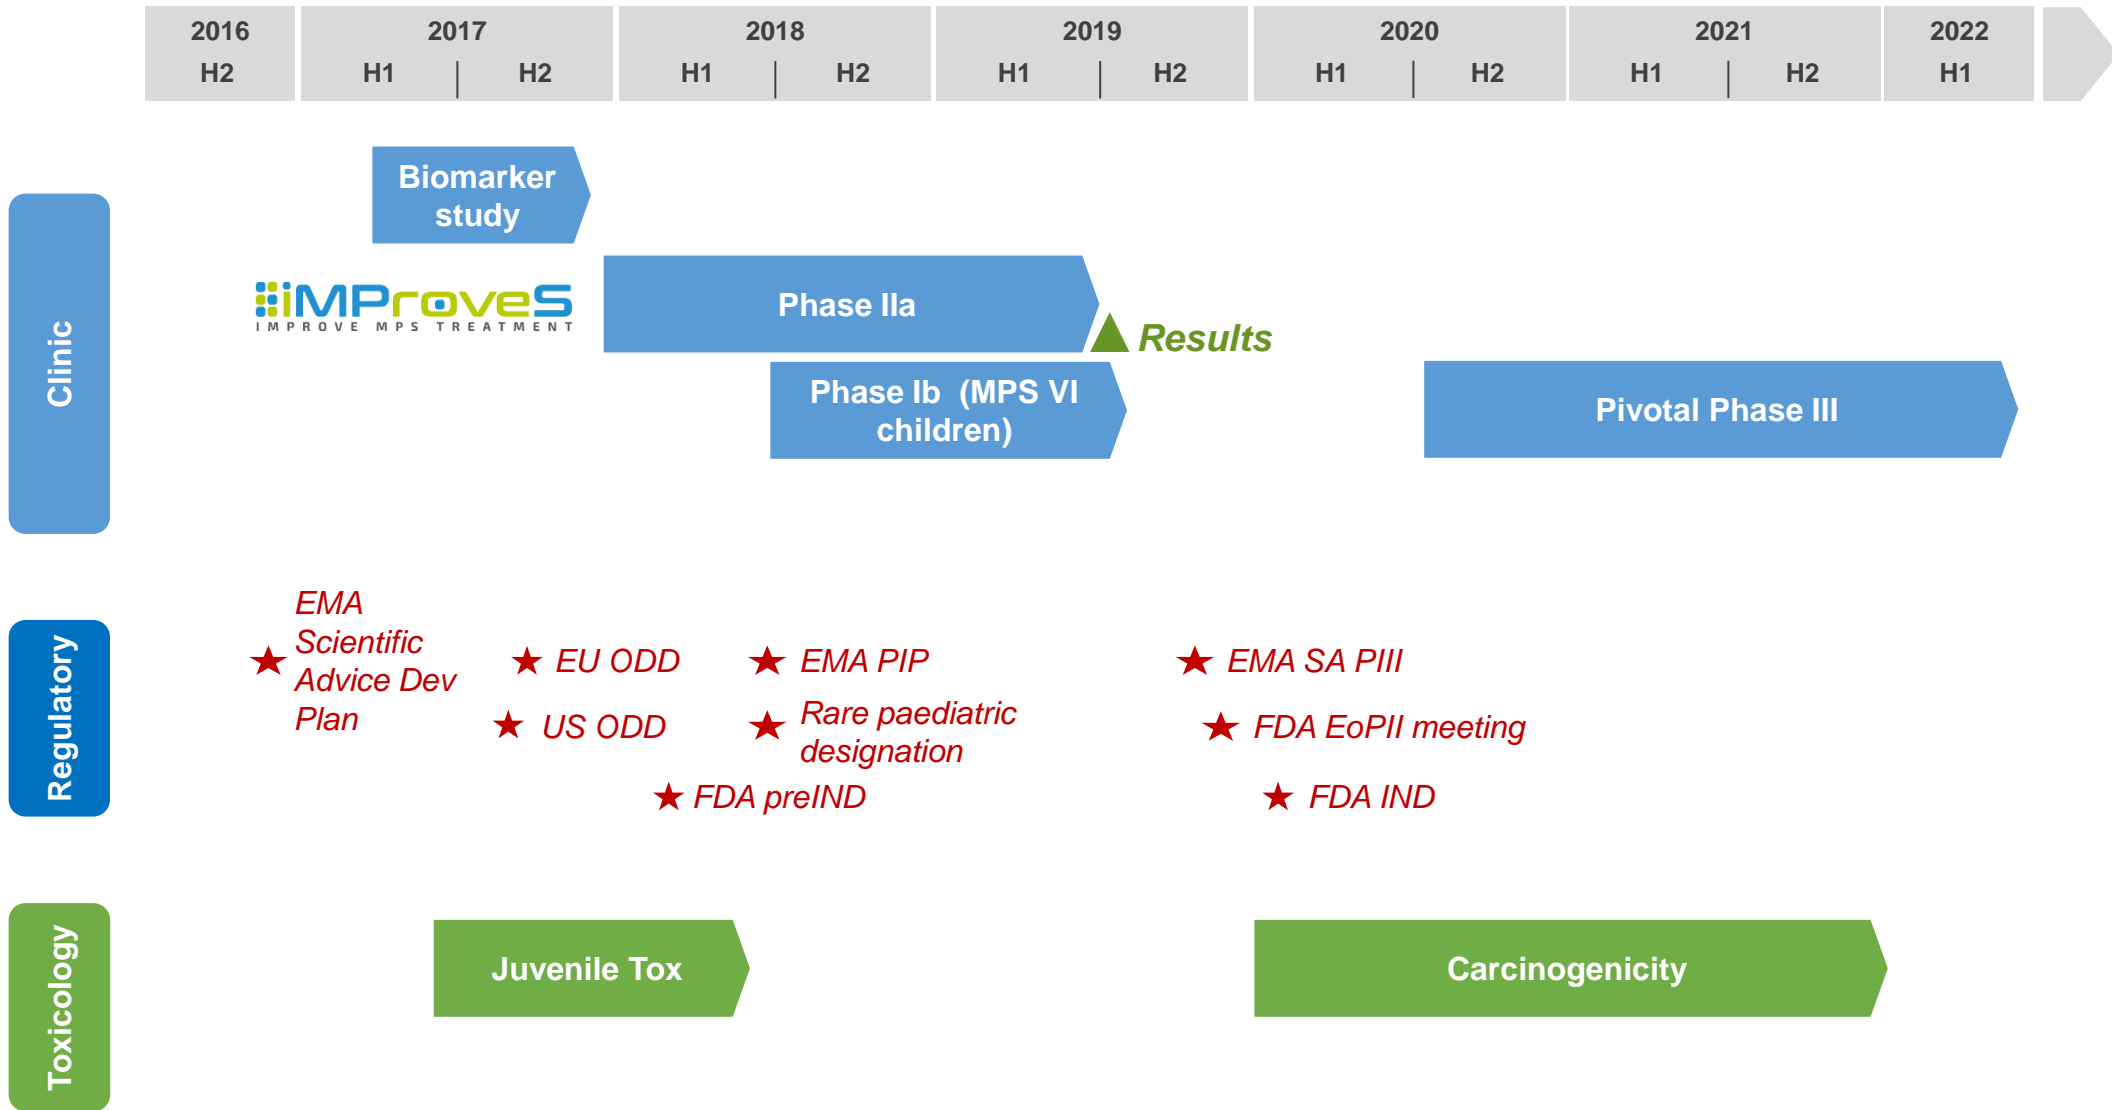 2016 2017 2018 2019 2020 2021 2022
H2 H1 H2 H1 H2 H1 H2 H1 H2 H1 H2 H1
Clinic
Biomarker
study
iMProveS
IMPROVE MPS TREATMENT
Phase IIa
Results
Phase Ib (MPS VI
children)
Pivotal Phase III
Regulatory
EMA
Scientific
Advice Dev
Plan
EU ODD
US ODD
EMA PIP
Rare paediatric
designation
FDA preIND
EMA SA PIII
FDA EoPII meeting
FDA IND
Toxicology
Juvenile Tox
Carcinogenicity